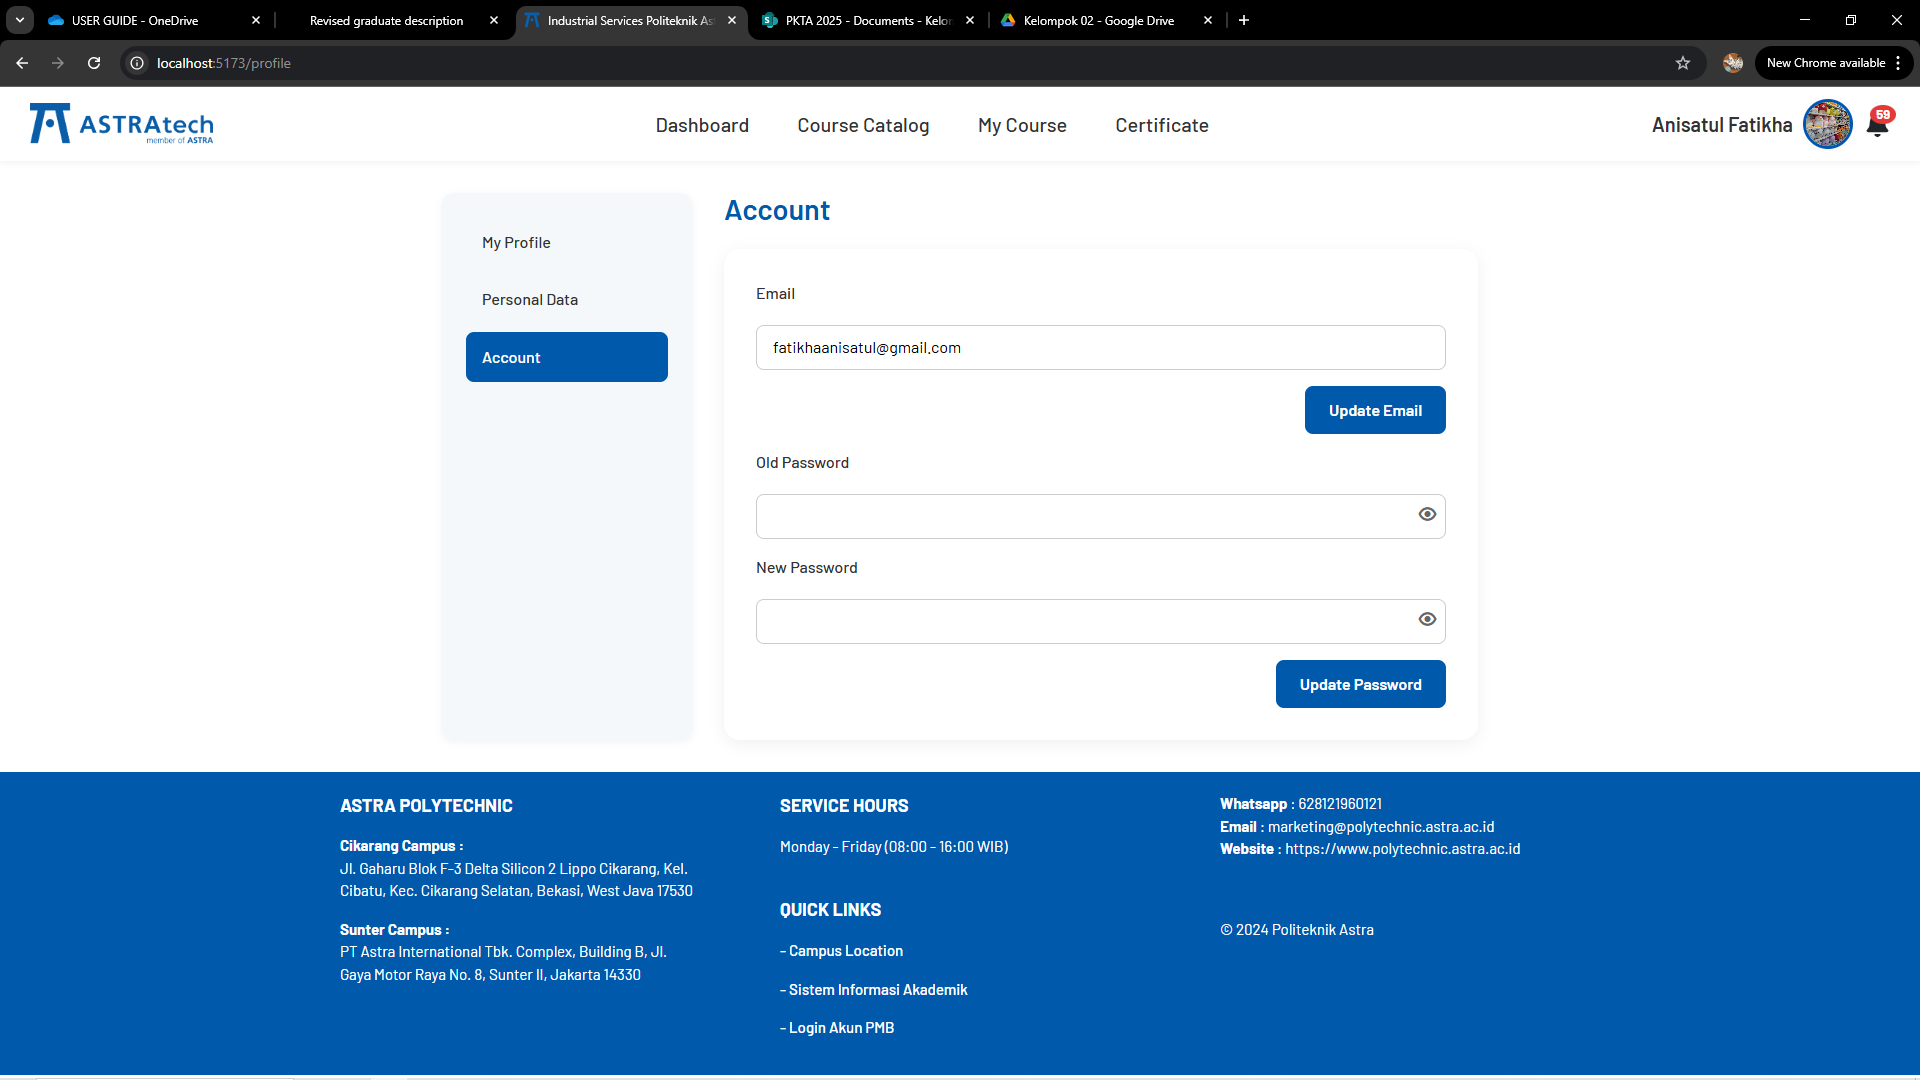 USER GUIDE - OneDrive
Revised graduate description
Industrial Services Politeknik As
PKTA 2025 - Documents - Kelon
Kelompok 02 - Google Drive
localhost:5173/profile
New Chrome available
ASTRAtech
member of ASTRA
Dashboard
Course Catalog
My Course
Certificate
Anisatul Fatikha
59
My Profile
Personal Data
Account
Account
Email
fatikhaanisatul@gmail.com
Update Email
Old Password
New Password
Update Password
ASTRA POLYTECHNIC
Cikarang Campus :
Jl. Gaharu Blok F-3 Delta Silicon 2 Lippo Cikarang, Kel.
Cibatu, Kec. Cikarang Selatan, Bekasi, West Java 17530
Sunter Campus :
PT Astra International Tbk. Complex, Building B, Jl.
Gaya Motor Raya No. 8, Sunter II, Jakarta 14330
SERVICE HOURS
Monday - Friday (08:00 - 16:00 WIB)
QUICK LINKS
- Campus Location
- Sistem Informasi Akademik
- Login Akun PMB
Whatsapp : 628121960121
Email : marketing@polytechnic.astra.ac.id
Website : https://www.polytechnic.astra.ac.id
© 2024 Politeknik Astra